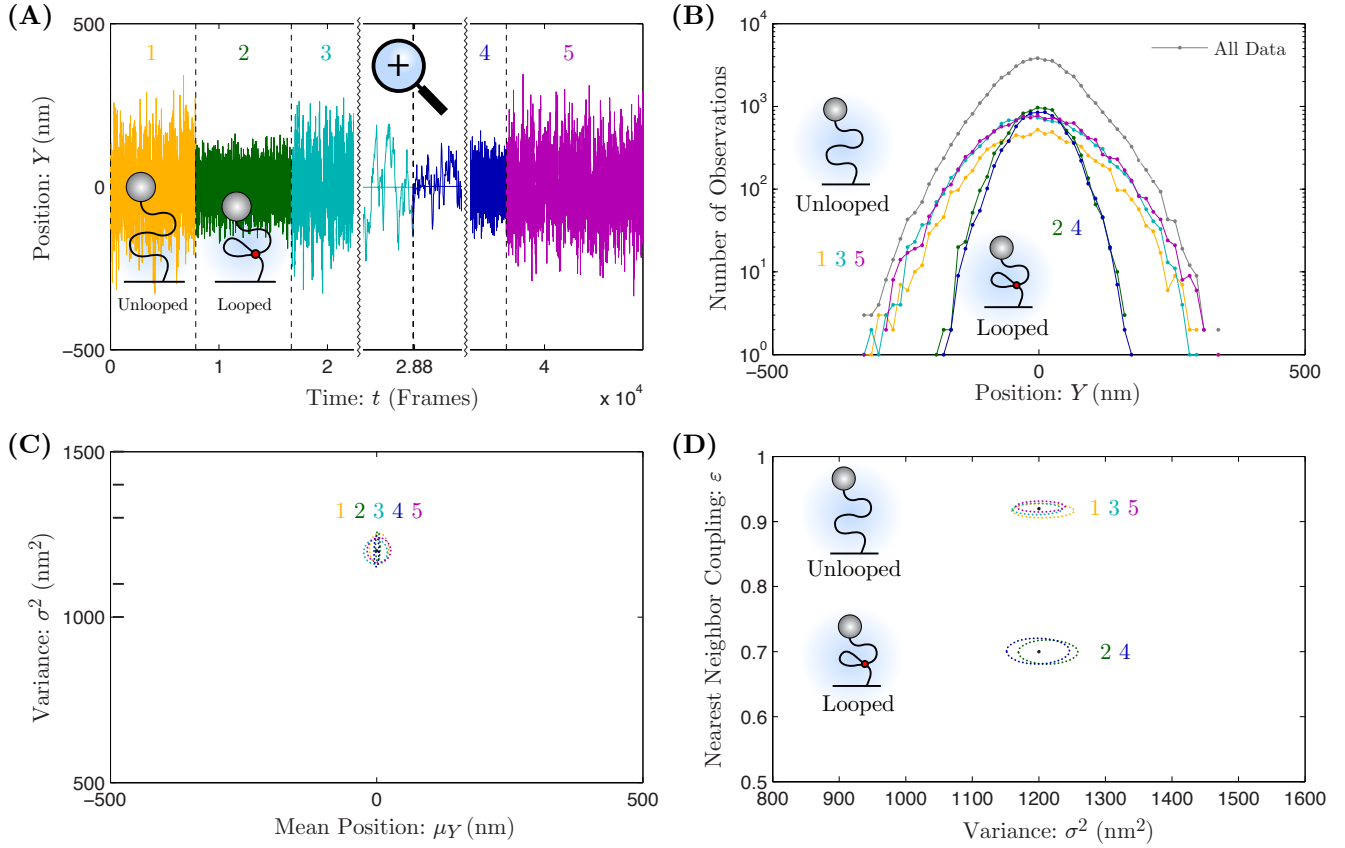 (A)
500
1 2 3 4 5
Position: Y (nm)
0
Unlooped
Looped
−500
0 1 2 2.88 4
Time: t (Frames)
x 10^4
(B)
10^4
All Data
10^3
10^2
10^1
10^0
Number of Observations
Unlooped
1 3 5
2 4
Looped
−500 0 500
Position: Y (nm)
(C)
1500
1 2 3 4 5
Variance: σ^2 (nm^2)
1000
500
−500 0 500
Mean Position: μ_Y (nm)
(D)
1
0.9
0.8
0.7
0.6
0.5
Nearest Neighbor Coupling: ε
1 3 5
Unlooped
2 4
Looped
800 900 1000 1100 1200 1300 1400 1500 1600
Variance: σ^2 (nm^2)